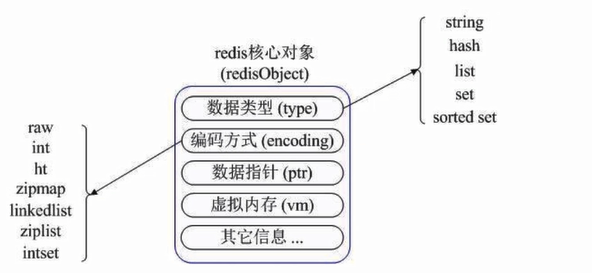 redis核心对象
(redisObject)
数据类型 (type)
编码方式 (encoding)
数据指针 (ptr)
虚拟内存 (vm)
其它信息 ...
string
hash
list
set
sorted set
raw
int
ht
zipmap
linkedlist
ziplist
intset